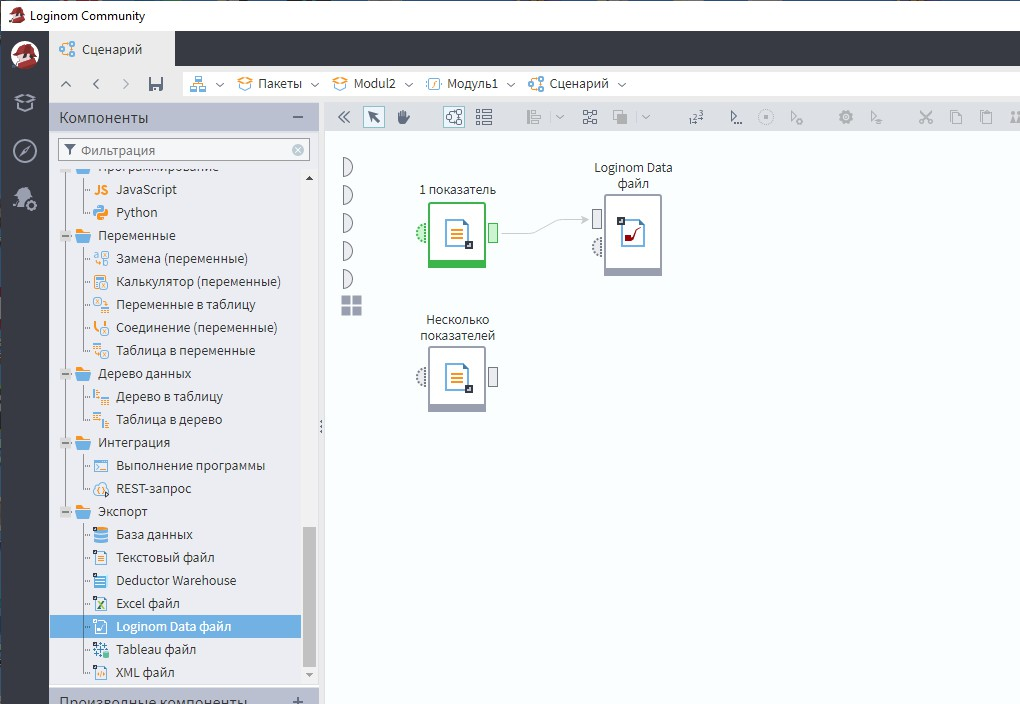 Loginom Community
Сценарий
Пакеты
Modul2
Модуль1
Сценарий
Компоненты
Фильтрация
Программирование
JS JavaScript
Python
Переменные
Замена (переменные)
Калькулятор (переменные)
Переменные в таблицу
Соединение (переменные)
Таблица в переменные
Дерево данных
Дерево в таблицу
Таблица в дерево
Интеграция
Выполнение программы
REST-запрос
Экспорт
База данных
Текстовый файл
Deductor Warehouse
Excel файл
Loginom Data файл
Tableau файл
XML файл
Производные компоненты
1 показатель
Loginom Data
файл
Несколько
показателей